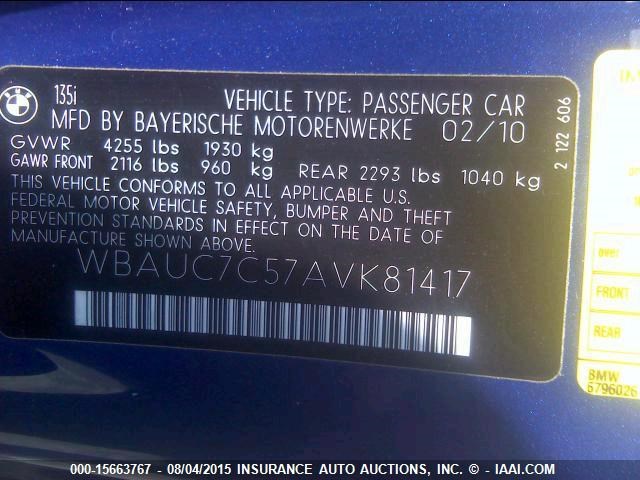 BMW
135i
VEHICLE TYPE: PASSENGER CAR
MFD BY BAYERISCHE MOTORENWERKE 02/10
GVWR 4255 lbs 1930 kg
GAWR FRONT 2116 lbs 960 kg REAR 2293 lbs 1040 kg
THIS VEHICLE CONFORMS TO ALL APPLICABLE U.S.
FEDERAL MOTOR VEHICLE SAFETY, BUMPER AND THEFT
PREVENTION STANDARDS IN EFFECT ON THE DATE OF
MANUFACTURE SHOWN ABOVE.
WBAUC7C57AVK81417
2 122 606
over
FRONT
REAR
BMW
6796026
000-15663767 - 08/04/2015 INSURANCE AUTO AUCTIONS, INC. - © IAAI.COM